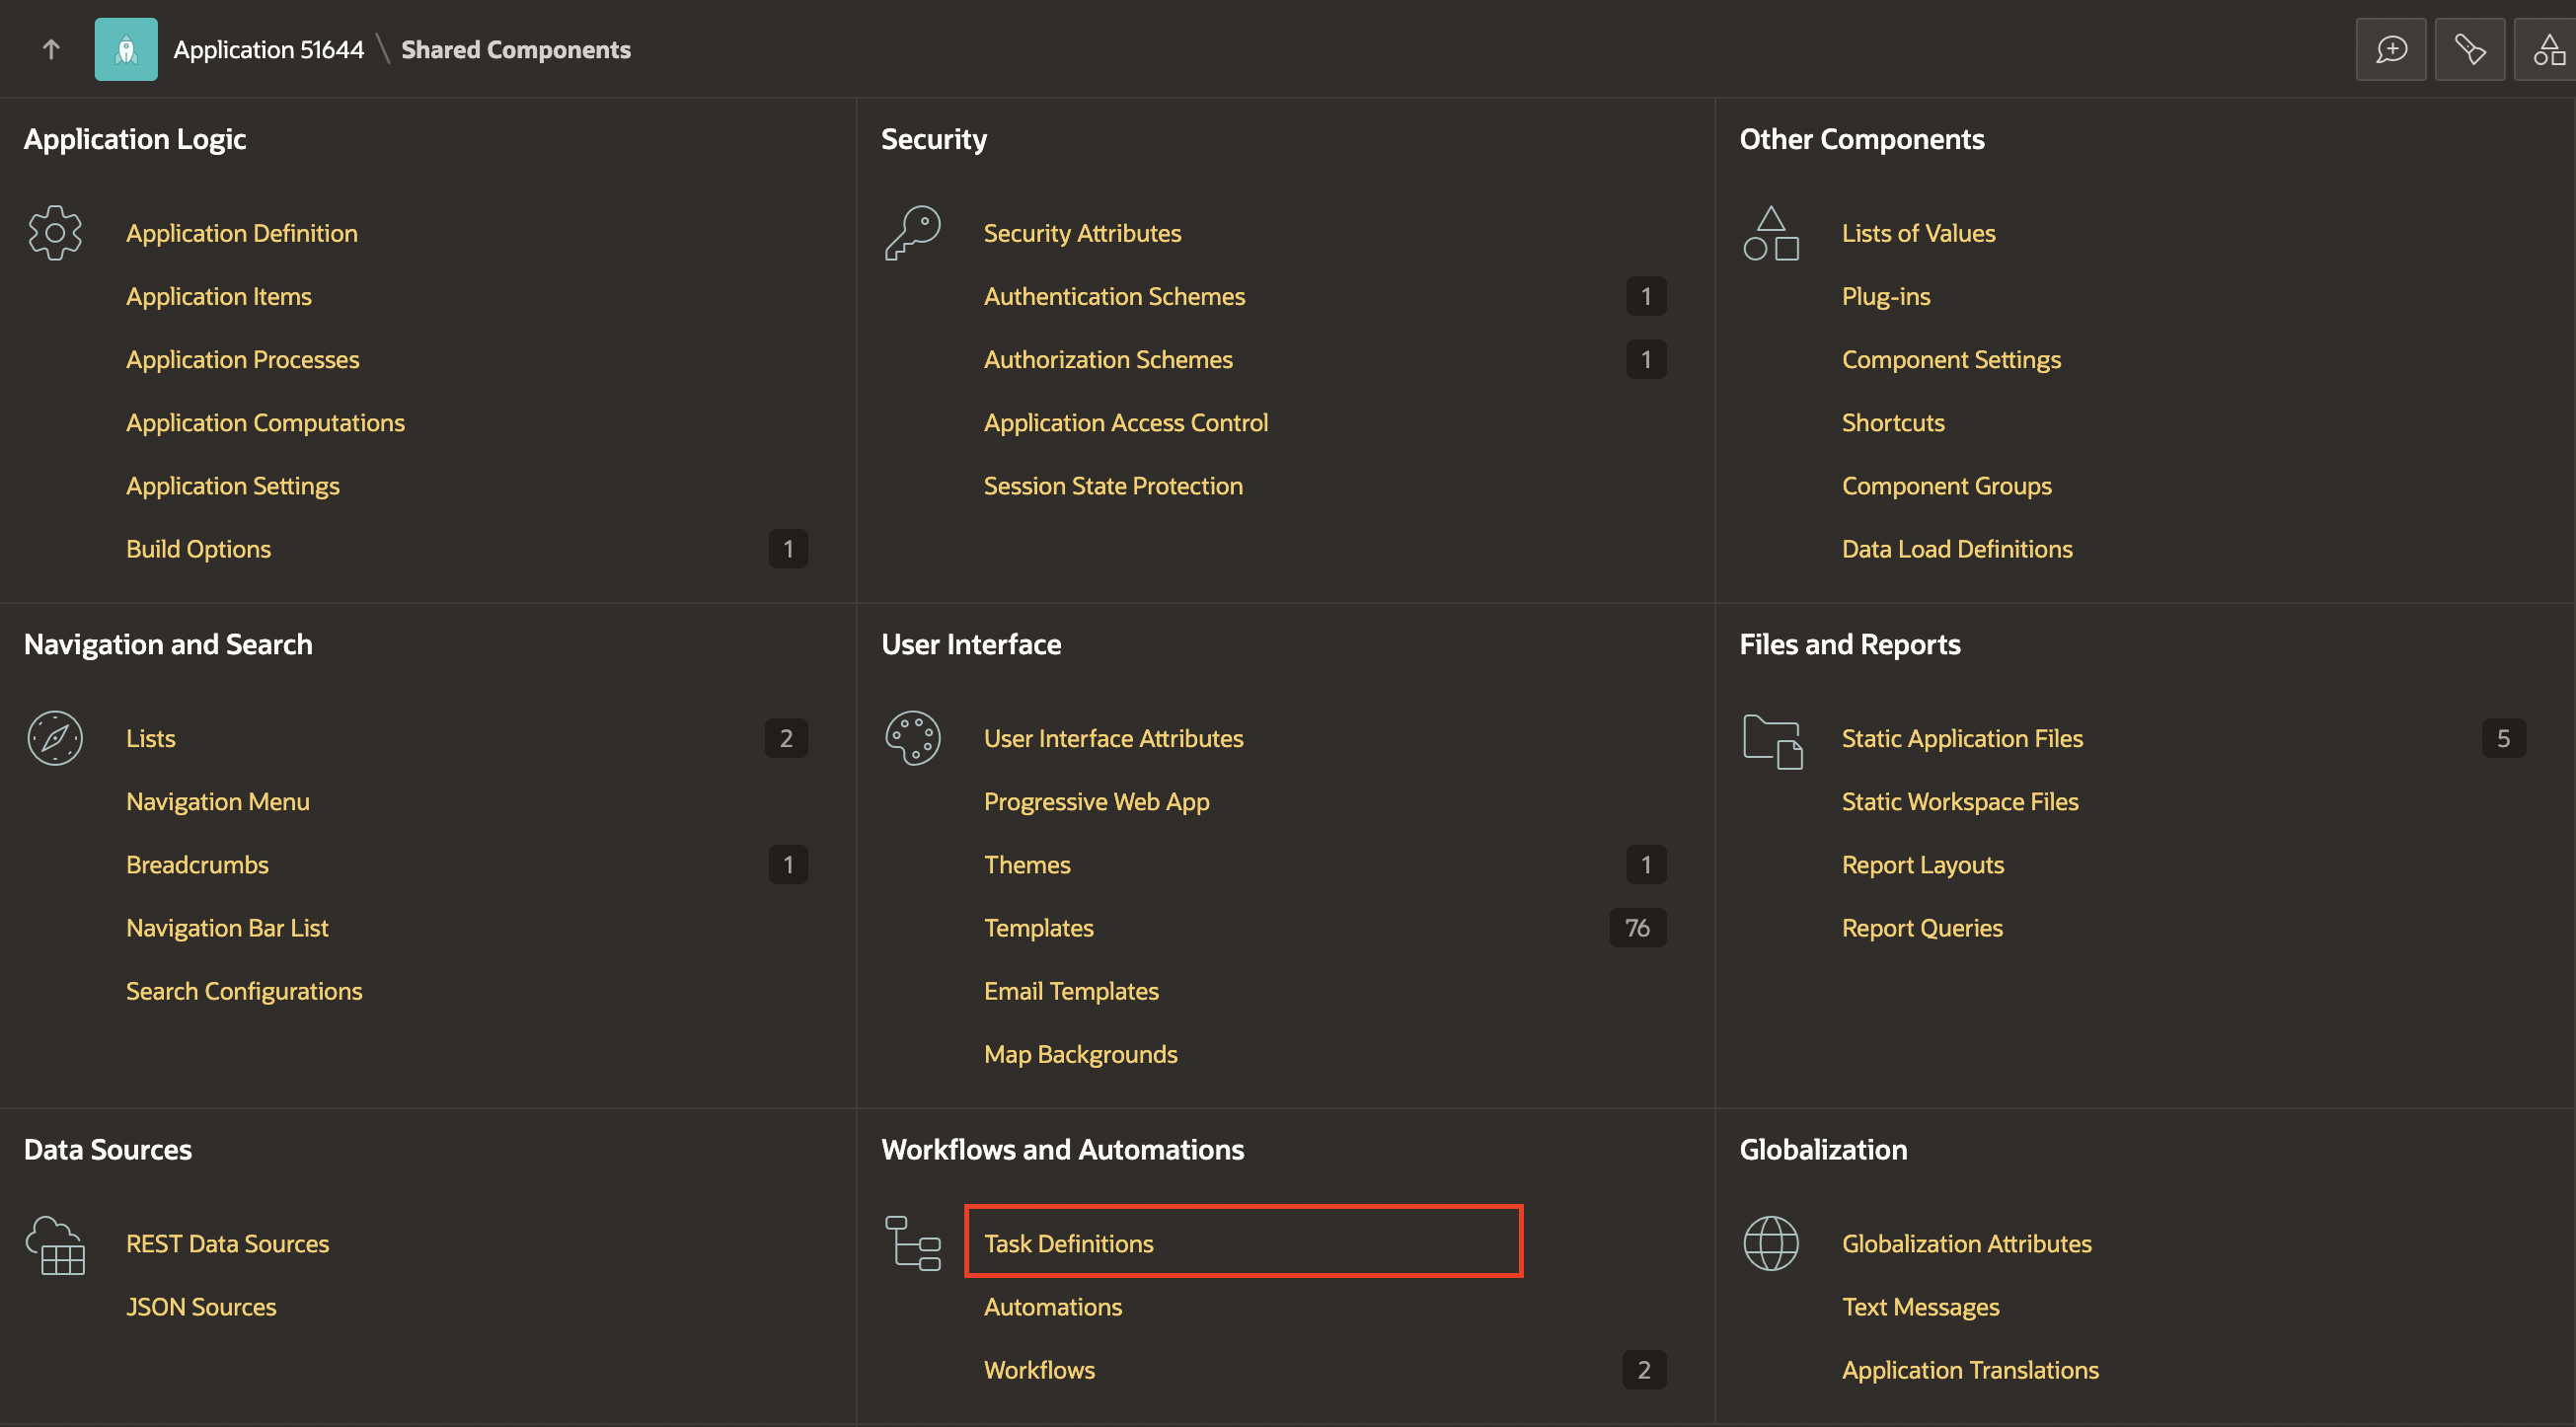 Application 51644 \ Shared Components
Application Logic
Application Definition
Application Items
Application Processes
Application Computations
Application Settings
Build Options 1
Security
Security Attributes
Authentication Schemes 1
Authorization Schemes 1
Application Access Control
Session State Protection
Other Components
Lists of Values
Plug-ins
Component Settings
Shortcuts
Component Groups
Data Load Definitions
Navigation and Search
Lists 2
Navigation Menu
Breadcrumbs 1
Navigation Bar List
Search Configurations
User Interface
User Interface Attributes
Progressive Web App
Themes 1
Templates 76
Email Templates
Map Backgrounds
Files and Reports
Static Application Files 5
Static Workspace Files
Report Layouts
Report Queries
Data Sources
REST Data Sources
JSON Sources
Workflows and Automations
Task Definitions
Automations
Workflows 2
Globalization
Globalization Attributes
Text Messages
Application Translations